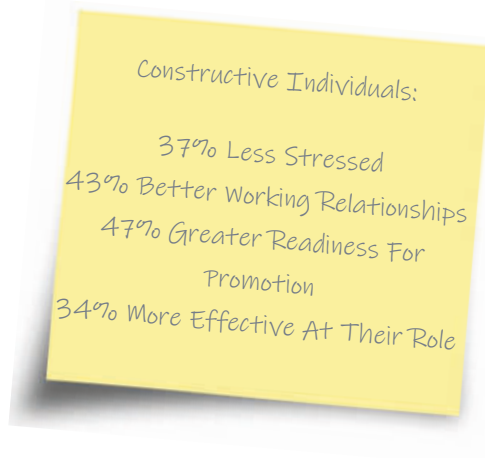 Constructive Individuals:
37% Less Stressed
43% Better Working Relationships
47% Greater Readiness For
Promotion
34% More Effective At Their Role